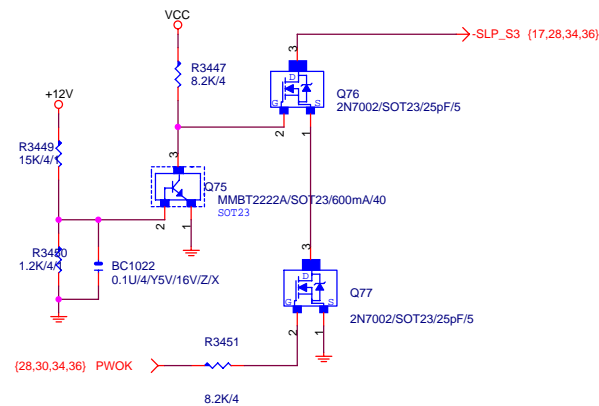 VCC
-SLP_S3 {17,28,34,36}
3
R3447
8.2K/4
D
G
S
Q76
2N7002/SOT23/25pF/5
+12V
2
1
R3449
15K/4/1
3
Q75
MMBT2222A/SOT23/600mA/40
SOT23
2
1
R3450
1.2K/4/1
BC1022
0.1U/4/Y5V/16V/Z/X
3
D
G
S
Q77
2N7002/SOT23/25pF/5
2
1
R3451
{28,30,34,36} PWOK
8.2K/4